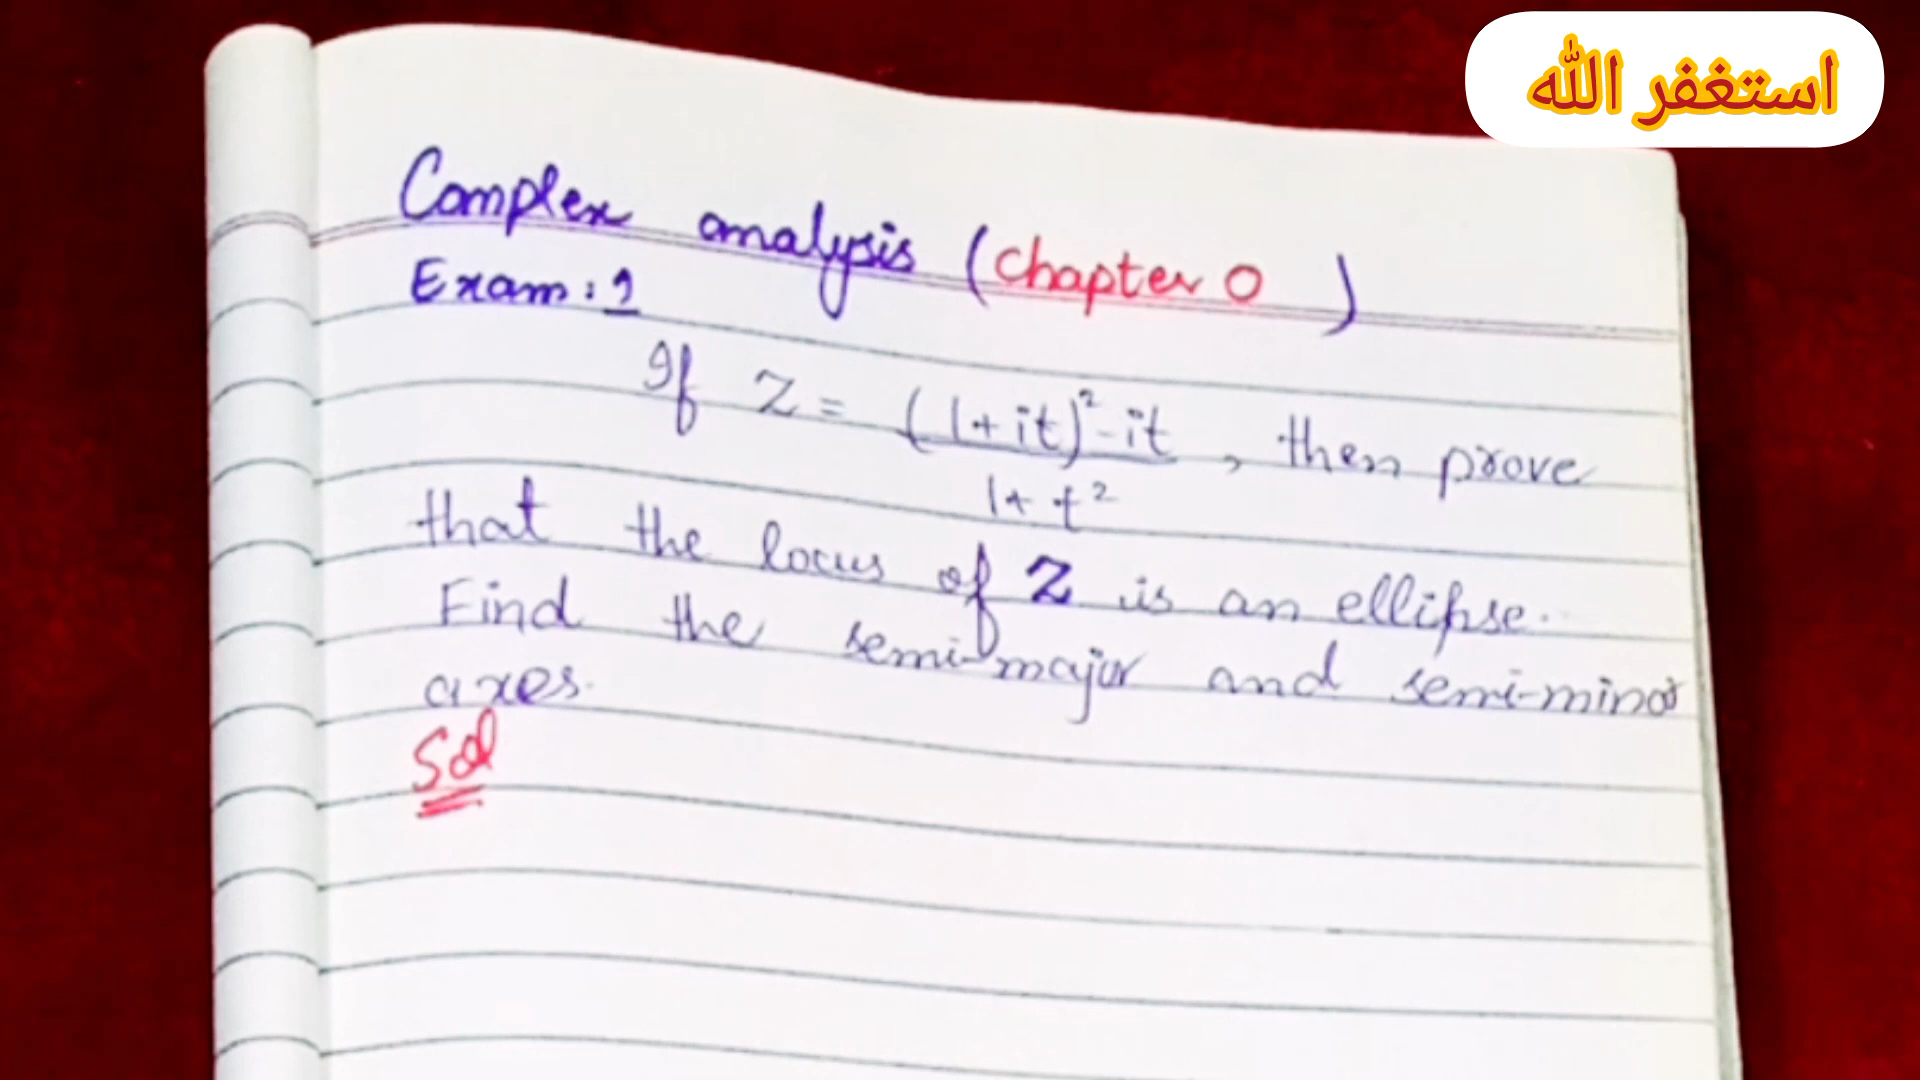 استغفر الله
Complex analysis (Chapter 0)
Exam: 1
If Z = (1+it)² - it / 1+t² , then prove
that the locus of Z is an ellipse.
Find the semi-major and semi-minor
axes.
Sol